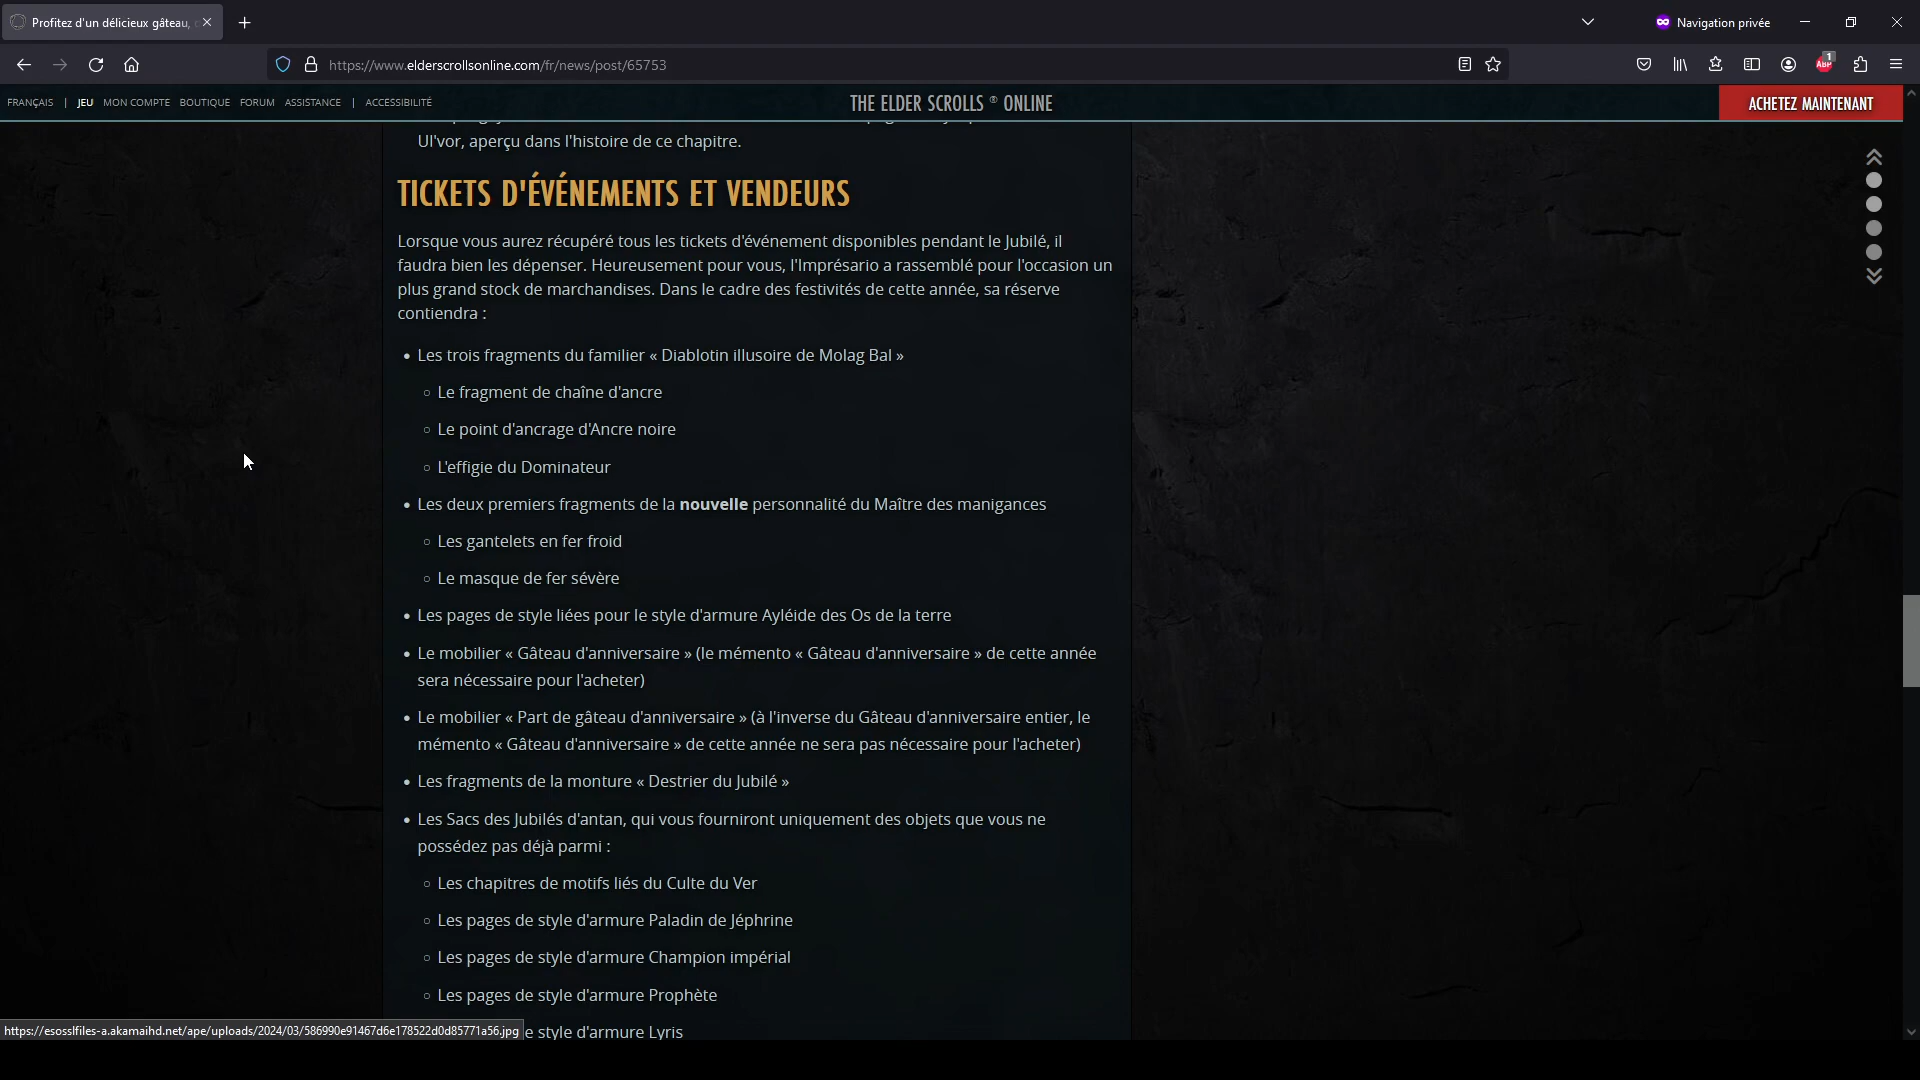 Profitez d'un délicieux gâteau,
Navigation privée
https://www.elderscrollsonline.com/fr/news/post/65753
1
ABP
FRANÇAIS | JEU MON COMPTE BOUTIQUE FORUM ASSISTANCE | ACCESSIBILITÉ
THE ELDER SCROLLS ® ONLINE
ACHETEZ MAINTENANT
Ul'vor, aperçu dans l'histoire de ce chapitre.
TICKETS D'ÉVÉNEMENTS ET VENDEURS
Lorsque vous aurez récupéré tous les tickets d'événement disponibles pendant le Jubilé, il
faudra bien les dépenser. Heureusement pour vous, l'Imprésario a rassemblé pour l'occasion un
plus grand stock de marchandises. Dans le cadre des festivités de cette année, sa réserve
contiendra :
Les trois fragments du familier « Diablotin illusoire de Molag Bal »
Le fragment de chaîne d'ancre
Le point d'ancrage d'Ancre noire
L'effigie du Dominateur
Les deux premiers fragments de la nouvelle personnalité du Maître des manigances
Les gantelets en fer froid
Le masque de fer sévère
Les pages de style liées pour le style d'armure Ayléide des Os de la terre
Le mobilier « Gâteau d'anniversaire » (le mémento « Gâteau d'anniversaire » de cette année
sera nécessaire pour l'acheter)
Le mobilier « Part de gâteau d'anniversaire » (à l'inverse du Gâteau d'anniversaire entier, le
mémento « Gâteau d'anniversaire » de cette année ne sera pas nécessaire pour l'acheter)
Les fragments de la monture « Destrier du Jubilé »
Les Sacs des Jubilés d'antan, qui vous fourniront uniquement des objets que vous ne
possédez pas déjà parmi :
Les chapitres de motifs liés du Culte du Ver
Les pages de style d'armure Paladin de Jéphrine
Les pages de style d'armure Champion impérial
Les pages de style d'armure Prophète
e style d'armure Lyris
https://esosslfiles-a.akamaihd.net/ape/uploads/2024/03/586990e91467d6e178522d0d85771a56.jpg